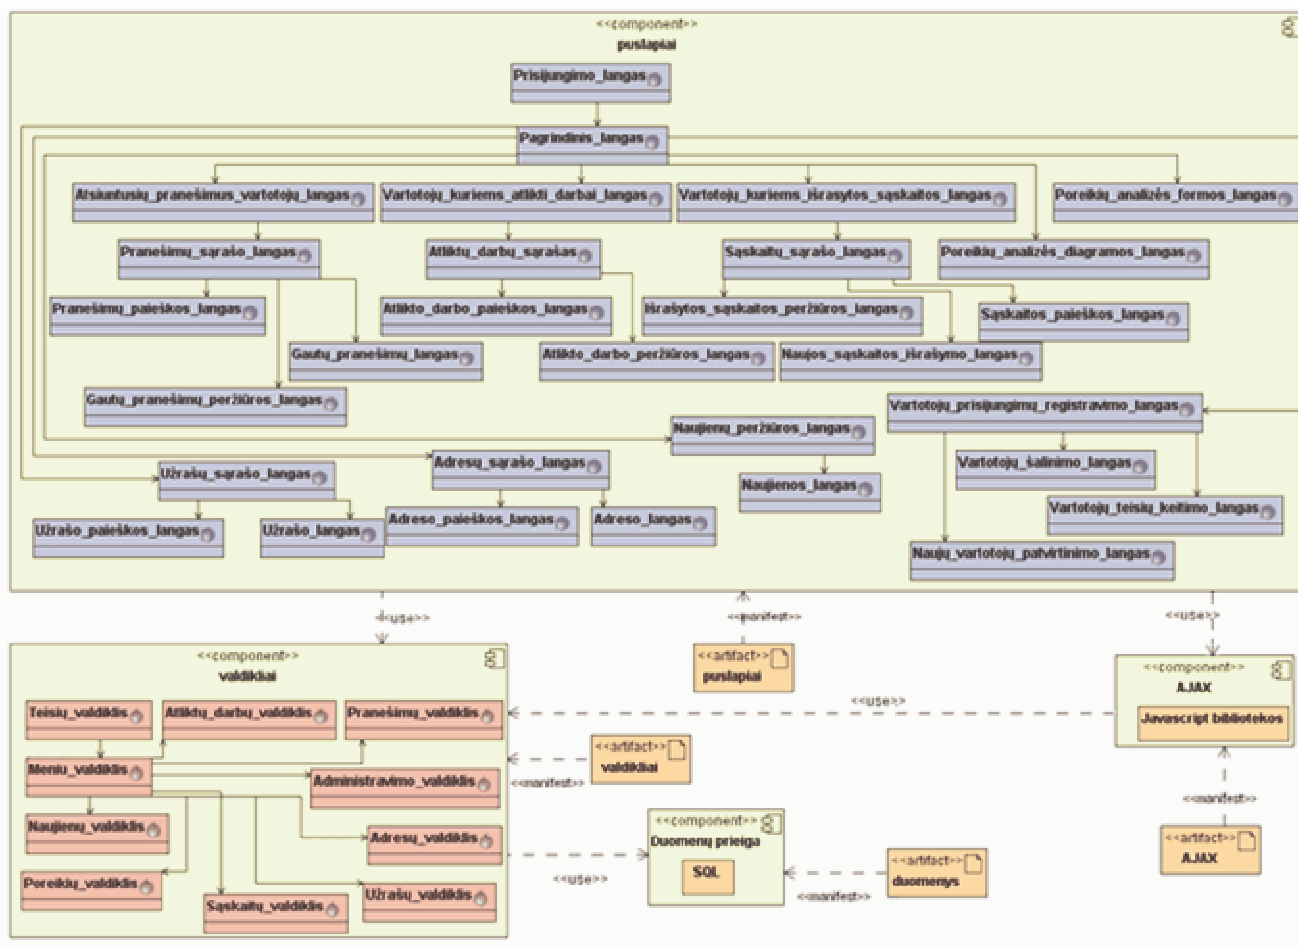 <<component>>
puslapiai
Prisijungimo_langas
Pagrindinis_langas
Atsiuntusių_pranešimus_vartotojų_langas
Vartotojų_kuriems_atlikti_darbai_langas
Vartotojų_kuriems_išrasytos_sąskaitos_langas
Poreikių_analizės_formos_langas
Pranešimų_sąrašo_langas
Atliktų_darbų_sąrašas
Sąskaitų_sąrašo_langas
Poreikių_analizės_diagramos_langas
Pranešimų_paieškos_langas
Atlikto_darbo_paieškos_langas
Išrašytos_sąskaitos_peržiūros_langas
Sąskaitos_paieškos_langas
Gautų_pranešimų_langas
Atlikto_darbo_peržiūros_langas
Naujos_sąskaitos_išrašymo_langas
Gautų_pranešimų_peržiūros_langas
Vartotojų_prisijungimų_registravimo_langas
Naujienų_peržiūros_langas
Užrašų_sąrašo_langas
Adresų_sąrašo_langas
Vartotojų_šalinimo_langas
Naujienos_langas
Vartotojų_teisių_keitimo_langas
Užrašo_paieškos_langas
Užrašo_langas
Adreso_paieškos_langas
Adreso_langas
Naujų_vartotojų_patvirtinimo_langas
<<use>>
<<manifest>>
<<use>>
<<component>>
valdikliai
<<artifact>>
puslapiai
<<component>>
AJAX
Javascript bibliotekos
Teisių_valdiklis
Atliktų_darbų_valdiklis
Pranešimų_valdiklis
<<use>>
<<artifact>>
valdikliai
<<manifest>>
Meniu_valdiklis
Administravimo_valdiklis
<<manifest>>
Naujienų_valdiklis
Adresų_valdiklis
<<component>>
Duomenų prieiga
SQL
<<artifact>>
AJAX
<<artifact>>
duomenys
<<use>>
<<manifest>>
Poreikių_valdiklis
Sąskaitų_valdiklis
Užrašų_valdiklis